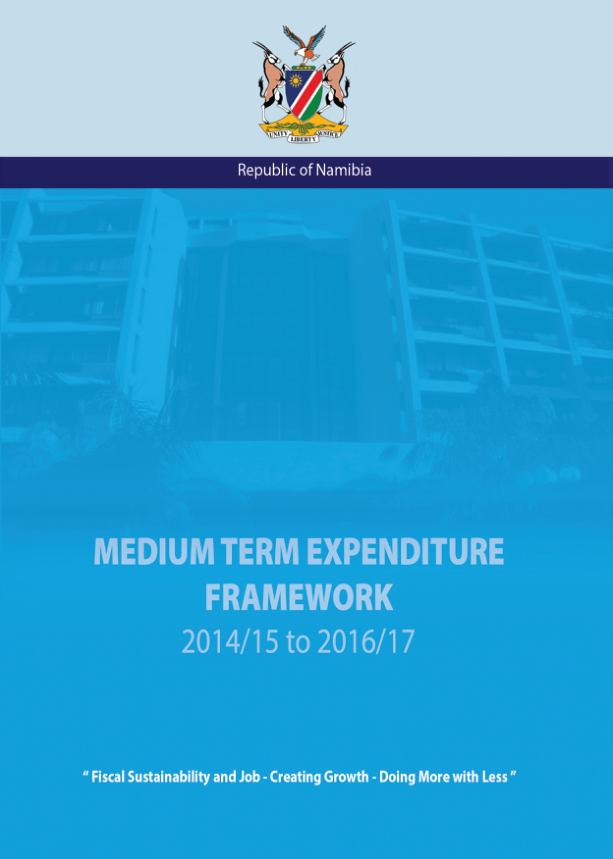 UNITY LIBERTY JUSTICE
Republic of Namibia
MEDIUM TERM EXPENDITURE
FRAMEWORK
2014/15 to 2016/17
“ Fiscal Sustainability and Job - Creating Growth - Doing More with Less ”